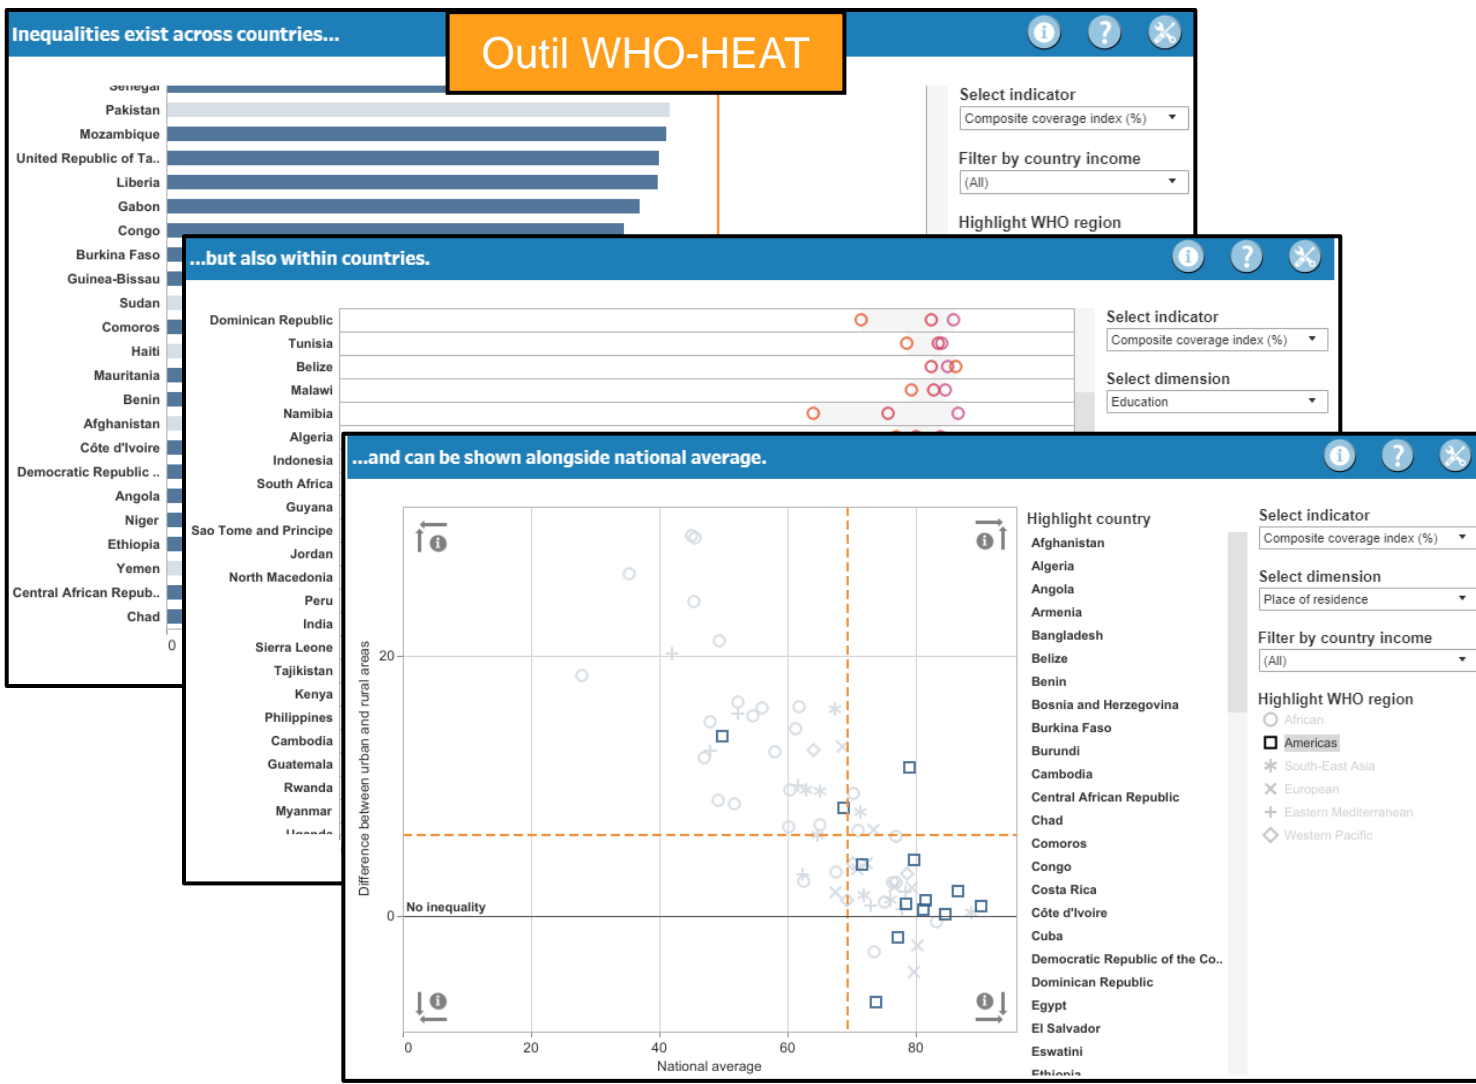 Outil WHO-HEAT
Inequalities exist across countries...
Senegal
Pakistan
Mozambique
United Republic of Ta..
Liberia
Gabon
Congo
Burkina Faso
Guinea-Bissau
Sudan
Comoros
Haiti
Mauritania
Benin
Afghanistan
Côte d'Ivoire
Democratic Republic ..
Angola
Niger
Ethiopia
Yemen
Central African Repub..
Chad
0
Select indicator
Composite coverage index (%)
Filter by country income
(All)
Highlight WHO region
...but also within countries.
Dominican Republic
Tunisia
Belize
Malawi
Namibia
Algeria
Indonesia
South Africa
Guyana
Sao Tome and Principe
Jordan
North Macedonia
Peru
India
Sierra Leone
Tajikistan
Kenya
Philippines
Cambodia
Guatemala
Rwanda
Myanmar
Uganda
Select indicator
Composite coverage index (%)
Select dimension
Education
...and can be shown alongside national average.
Difference between urban and rural areas
20
0
No inequality
0
20
40
60
80
National average
Highlight country
Afghanistan
Algeria
Angola
Armenia
Bangladesh
Belize
Benin
Bosnia and Herzegovina
Burkina Faso
Burundi
Cambodia
Central African Republic
Chad
Comoros
Congo
Costa Rica
Côte d'Ivoire
Cuba
Democratic Republic of the Co..
Dominican Republic
Egypt
El Salvador
Eswatini
Ethiopia
Select indicator
Composite coverage index (%)
Select dimension
Place of residence
Filter by country income
(All)
Highlight WHO region
African
Americas
South-East Asia
European
Eastern Mediterranean
Western Pacific